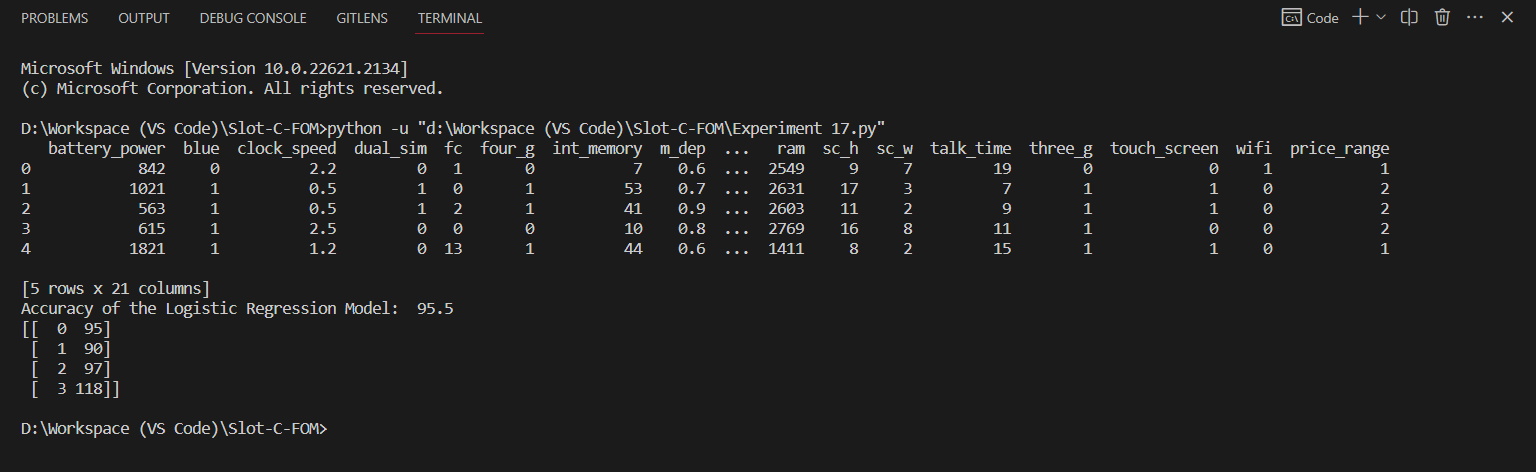 PROBLEMS OUTPUT DEBUG CONSOLE GITLENS TERMINAL Code
Microsoft Windows [Version 10.0.22621.2134]
(c) Microsoft Corporation. All rights reserved.
D:\Workspace (VS Code)\Slot-C-FOM>python -u "d:\Workspace (VS Code)\Slot-C-FOM\Experiment 17.py"
   battery_power  blue  clock_speed  dual_sim  fc  four_g  int_memory  m_dep  ...   ram  sc_h  sc_w  talk_time  three_g  touch_screen  wifi  price_range
0            842     0          2.2         0   1       0           7    0.6  ...  2549     9     7         19        0             0     1            1
1           1021     1          0.5         1   0       1          53    0.7  ...  2631    17     3          7        1             1     0            2
2            563     1          0.5         1   2       1          41    0.9  ...  2603    11     2          9        1             1     0            2
3            615     1          2.5         0   0       0          10    0.8  ...  2769    16     8         11        1             0     0            2
4           1821     1          1.2         0  13       1          44    0.6  ...  1411     8     2         15        1             1     0            1
[5 rows x 21 columns]
Accuracy of the Logistic Regression Model:  95.5
[[  0  95]
 [  1  90]
 [  2  97]
 [  3 118]]
D:\Workspace (VS Code)\Slot-C-FOM>